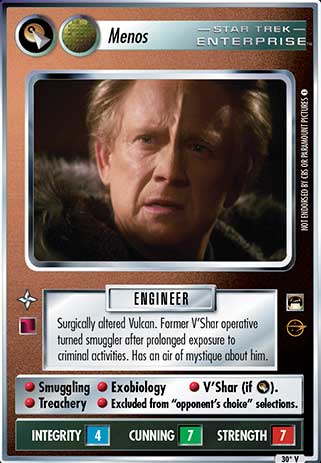 Menos
STAR TREK
ENTERPRISE™
NOT ENDORSED BY CBS OR PARAMOUNT PICTURES
ENGINEER
Surgically altered Vulcan. Former V'Shar operative
turned smuggler after prolonged exposure to
criminal activities. Has an air of mystique about him.
Smuggling Exobiology V'Shar (if ).
Treachery Excluded from "opponent's choice" selections.
INTEGRITY 4 CUNNING 7 STRENGTH 7
30* V